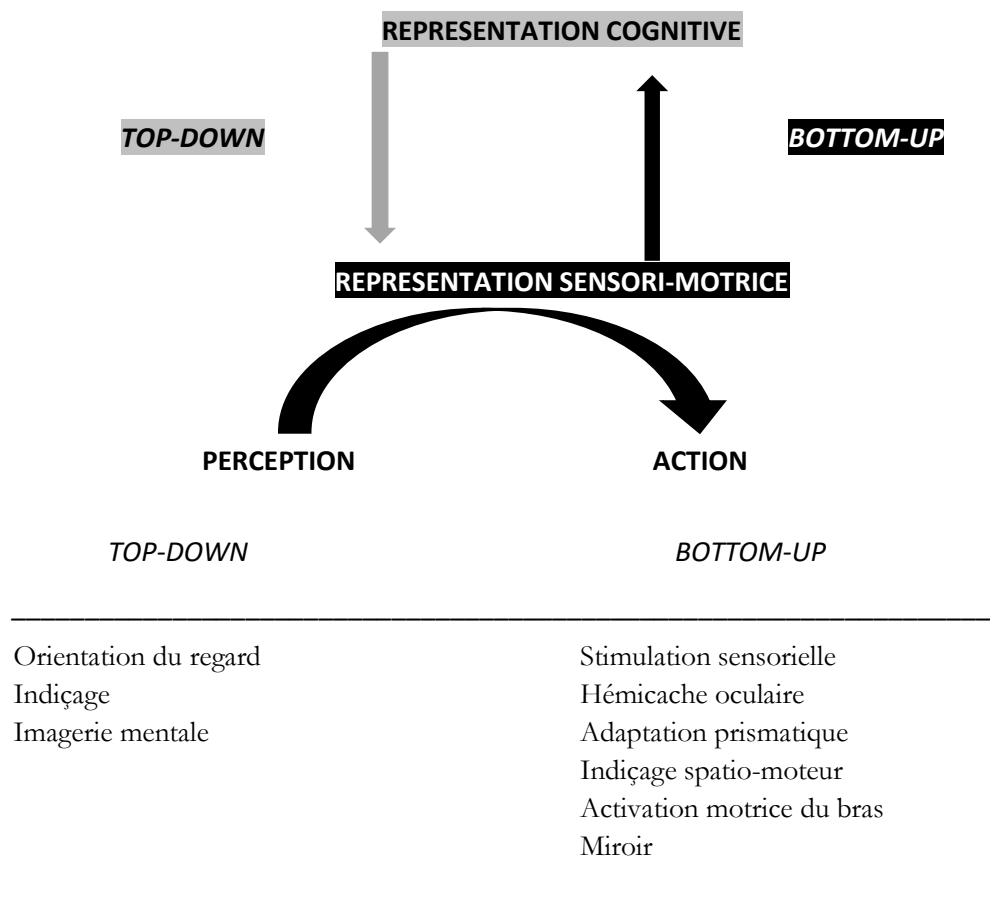 REPRESENTATION COGNITIVE
TOP-DOWN
BOTTOM-UP
REPRESENTATION SENSORI-MOTRICE
PERCEPTION
ACTION
TOP-DOWN
BOTTOM-UP
Orientation du regard
Indiçage
Imagerie mentale
Stimulation sensorielle
Hémicache oculaire
Adaptation prismatique
Indiçage spatio-moteur
Activation motrice du bras
Miroir